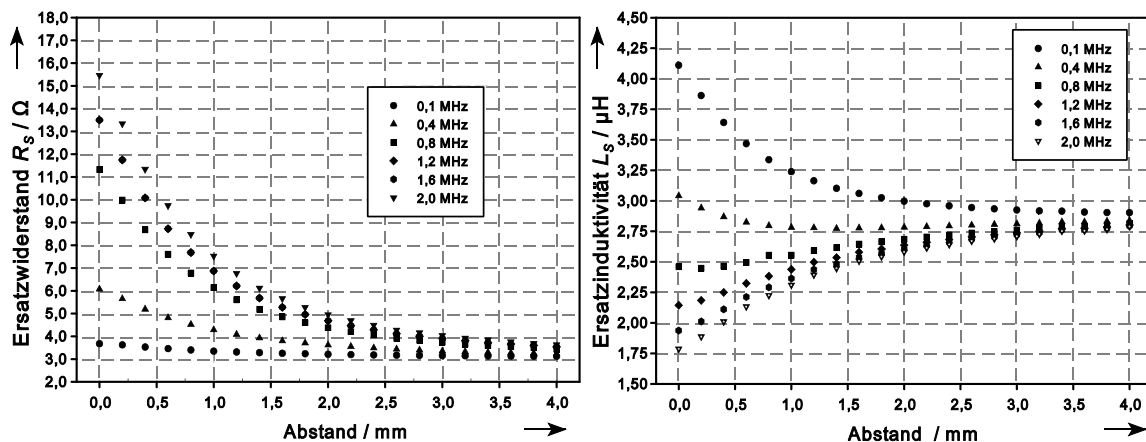 18,0
17,0
16,0
15,0
14,0
13,0
12,0
11,0
10,0
9,0
8,0
7,0
6,0
5,0
4,0
3,0
2,0
Ersatzwiderstand Rs / Ω
0,1 MHz
0,4 MHz
0,8 MHz
1,2 MHz
1,6 MHz
2,0 MHz
0,0 0,5 1,0 1,5 2,0 2,5 3,0 3,5 4,0
Abstand / mm
4,50
4,25
4,00
3,75
3,50
3,25
3,00
2,75
2,50
2,25
2,00
1,75
1,50
Ersatzinduktivität Ls / µH
0,1 MHz
0,4 MHz
0,8 MHz
1,2 MHz
1,6 MHz
2,0 MHz
0,0 0,5 1,0 1,5 2,0 2,5 3,0 3,5 4,0
Abstand / mm